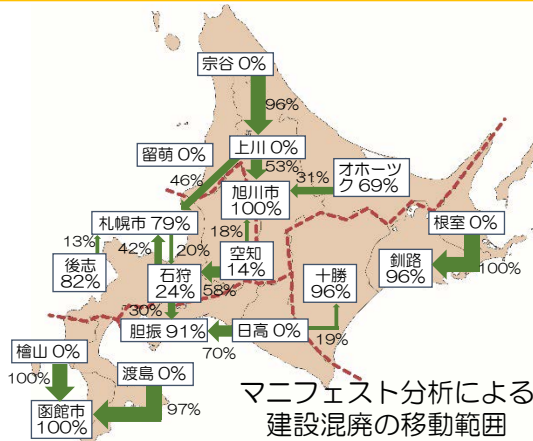 宗谷 0%
96%
上川 0%
留萌 0%
46%
53%
オホーツ
ク 69%
31%
旭川市
100%
札幌市 79%
18%
根室 0%
13%
42%
20%
空知
14%
後志
82%
石狩
24%
58%
十勝
96%
釧路
96%
100%
30%
胆振 91%
日高 0%
19%
70%
檜山 0%
100%
渡島 0%
函館市
100%
97%
マニフェスト分析による
建設混廃の移動範囲